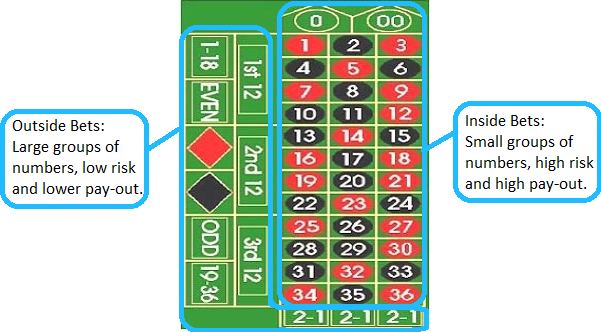 0 00
1 2 3
4 5 6
7 8 9
10 11 12
13 14 15
16 17 18
19 20 21
22 23 24
25 26 27
28 29 30
31 32 33
34 35 36
2-1 2-1 2-1
1st 12
2nd 12
3rd 12
1-18
EVEN
ODD
19-36
Outside Bets:
Large groups of
numbers, low risk
and lower pay-out.
Inside Bets:
Small groups of
numbers, high risk
and high pay-out.